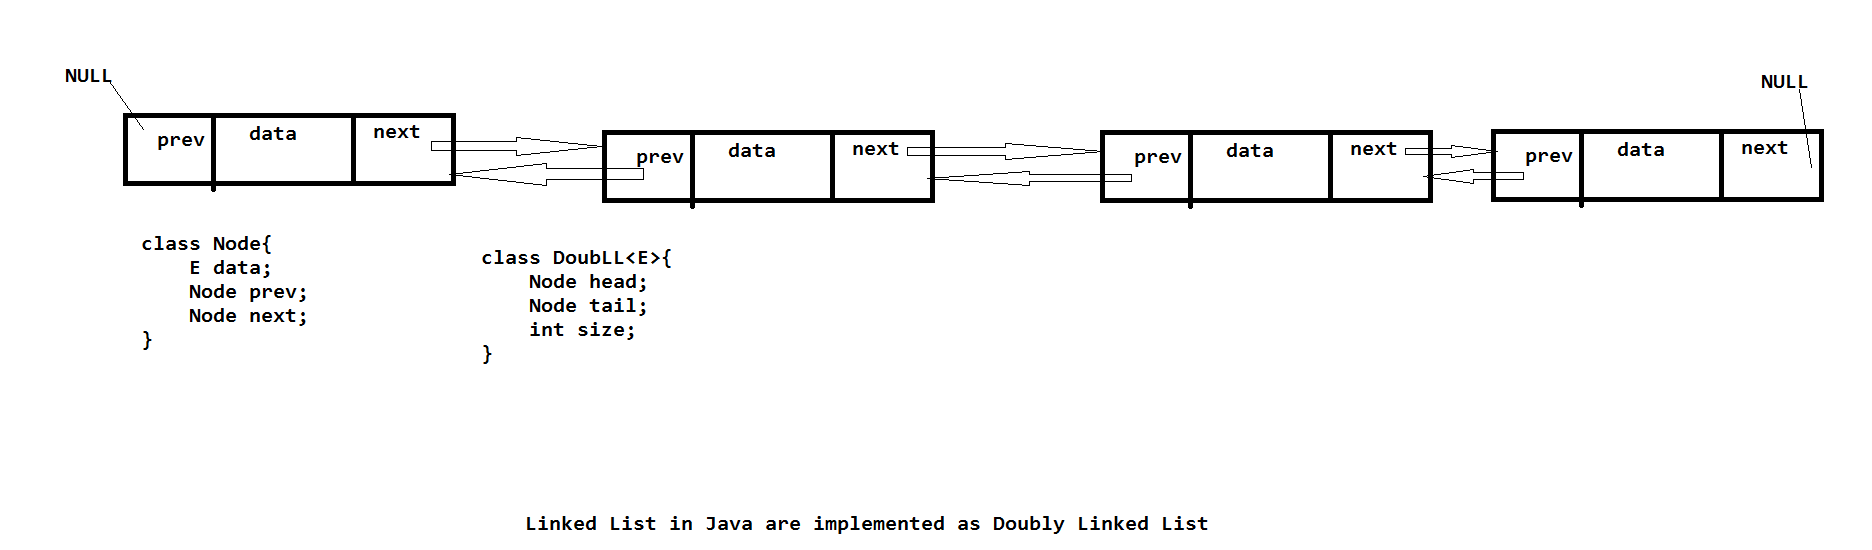 NULL
NULL
prev data next
prev data next
prev data next
prev data next
class Node{
    E data;
    Node prev;
    Node next;
}
class DoubLL<E>{
    Node head;
    Node tail;
    int size;
}
Linked List in Java are implemented as Doubly Linked List